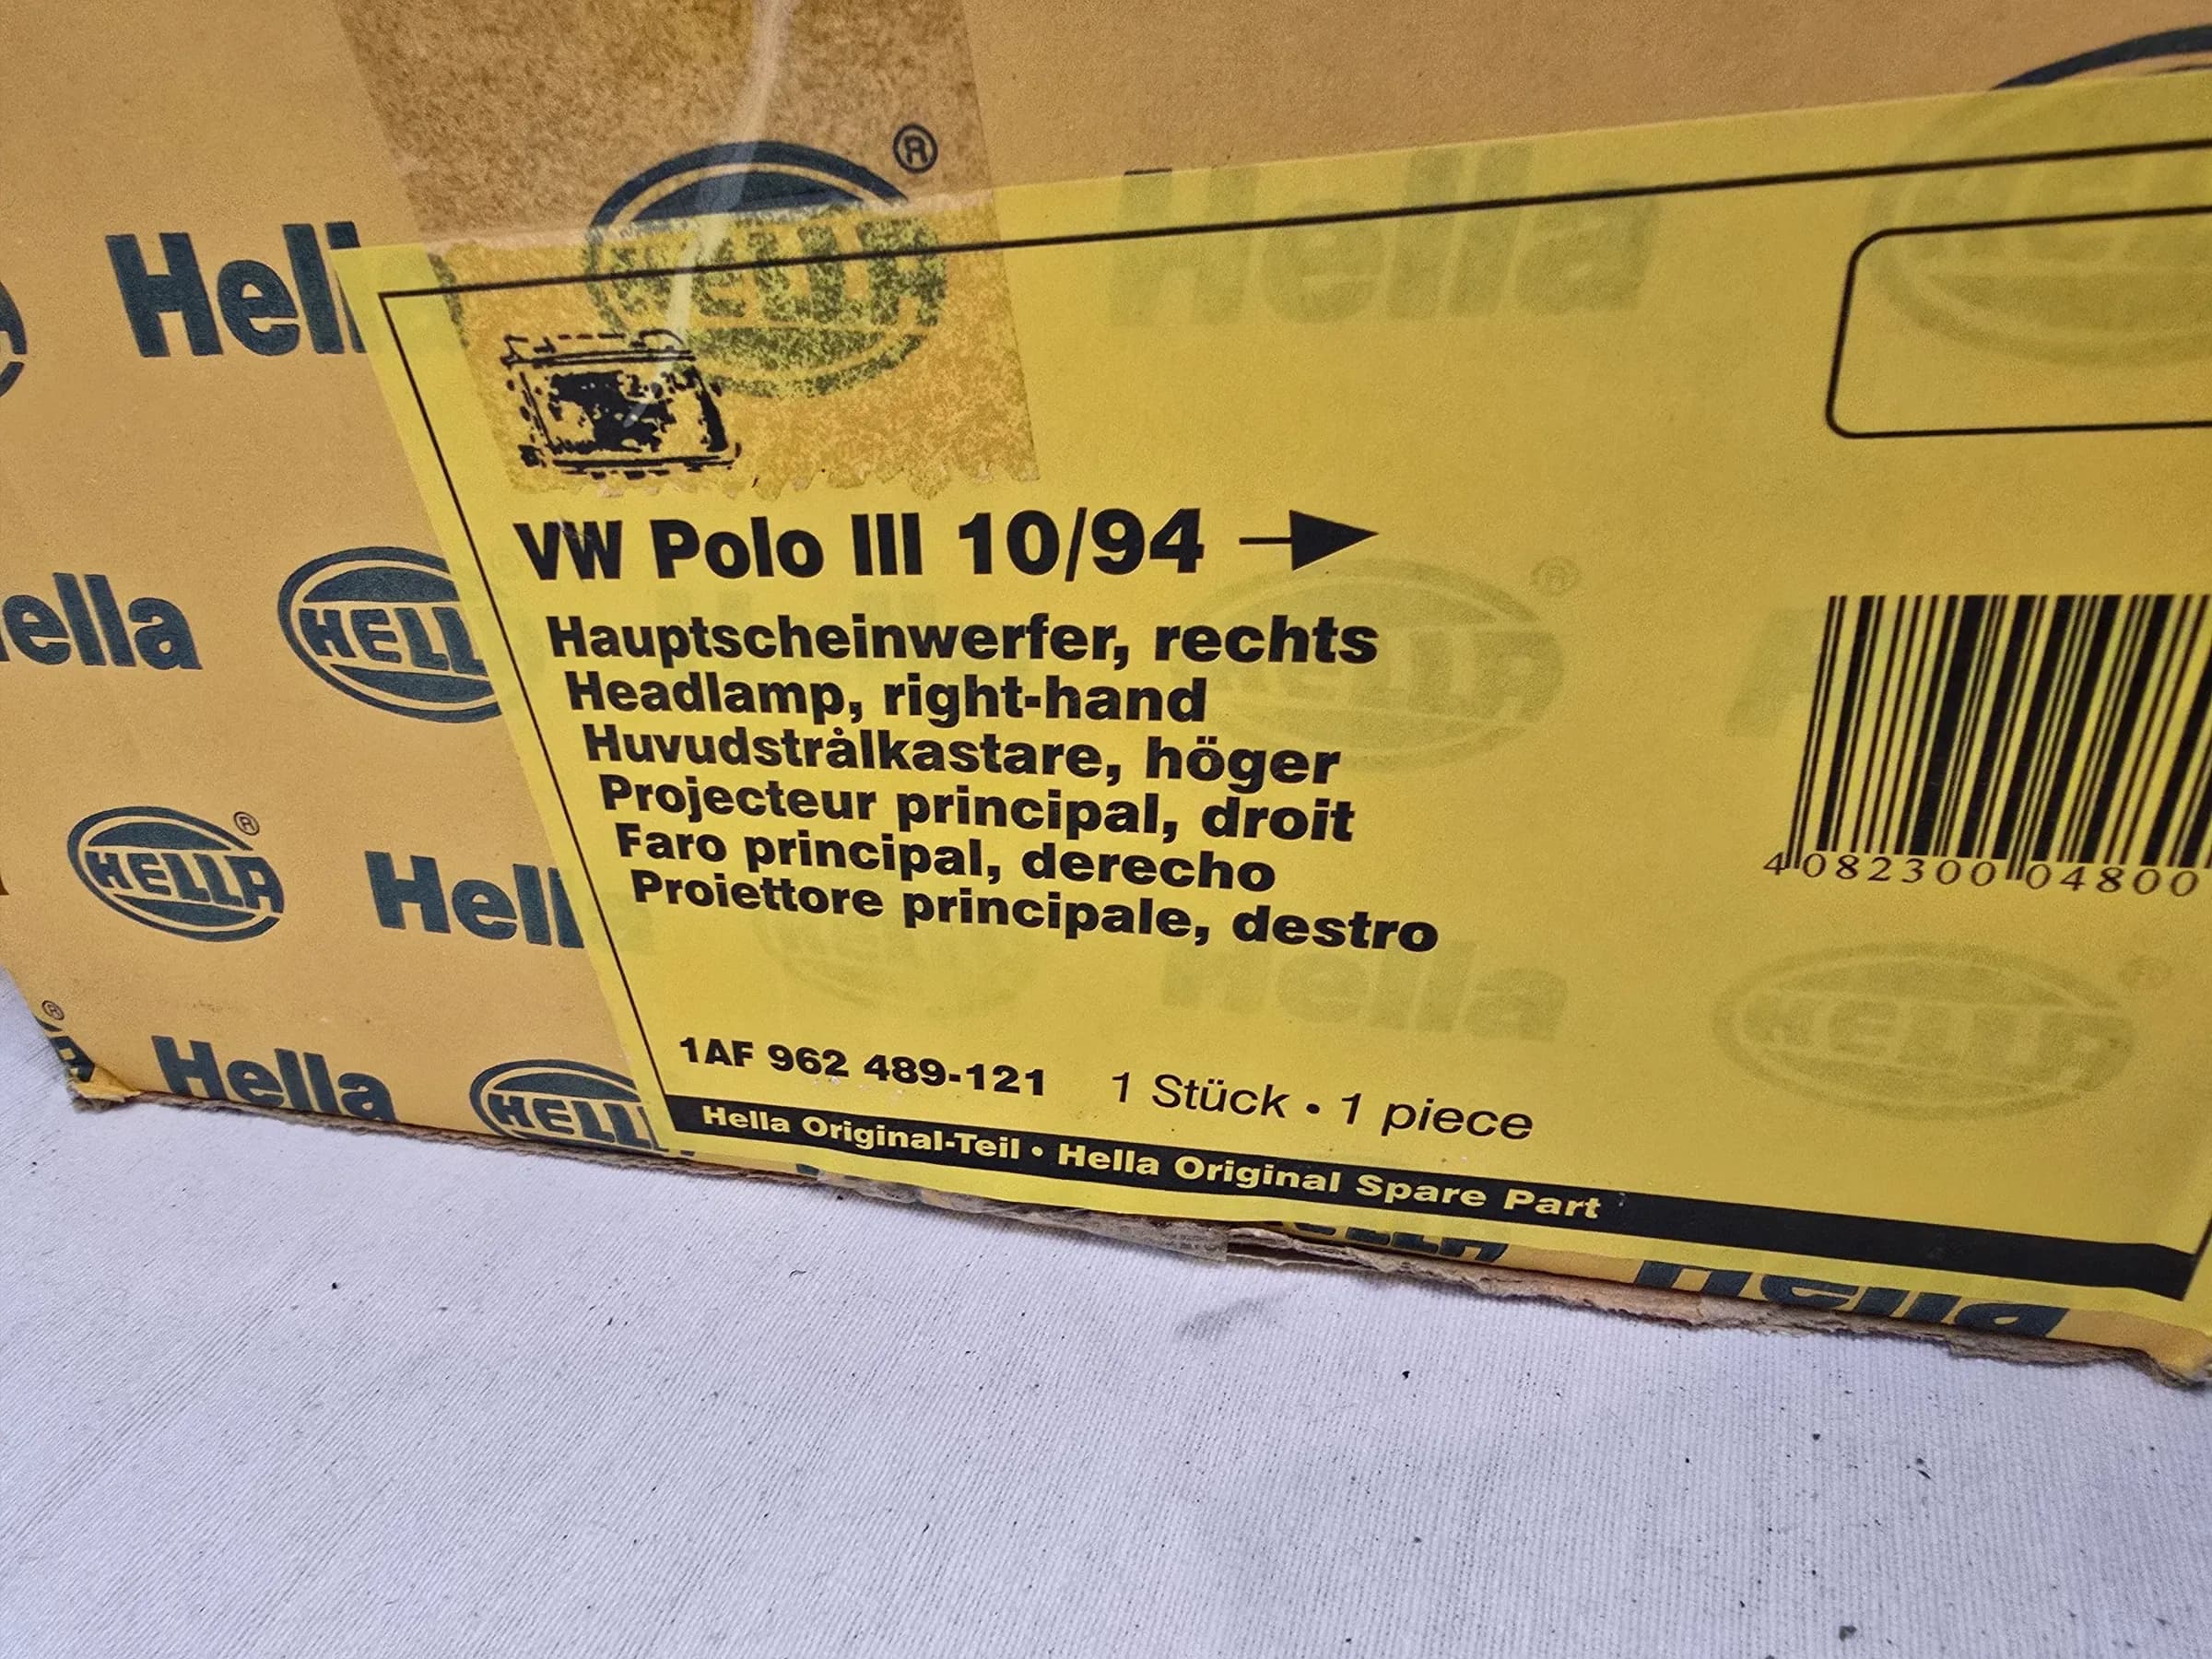 HELLA ®
Hella
VW Polo III 10/94
Hauptscheinwerfer, rechts
Headlamp, right-hand
Huvudstrålkastare, höger
Projecteur principal, droit
Faro principal, derecho
Proiettore principale, destro
4 082300 04800
1AF 962 489-121 1 Stück • 1 piece
Hella Original-Teil • Hella Original Spare Part
HELLA ®
Hella
HELLA
Hella